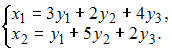 x₁ = 3y₁ + 2y₂ + 4y₃,
x₂ = y₁ + 5y₂ + 2y₃.